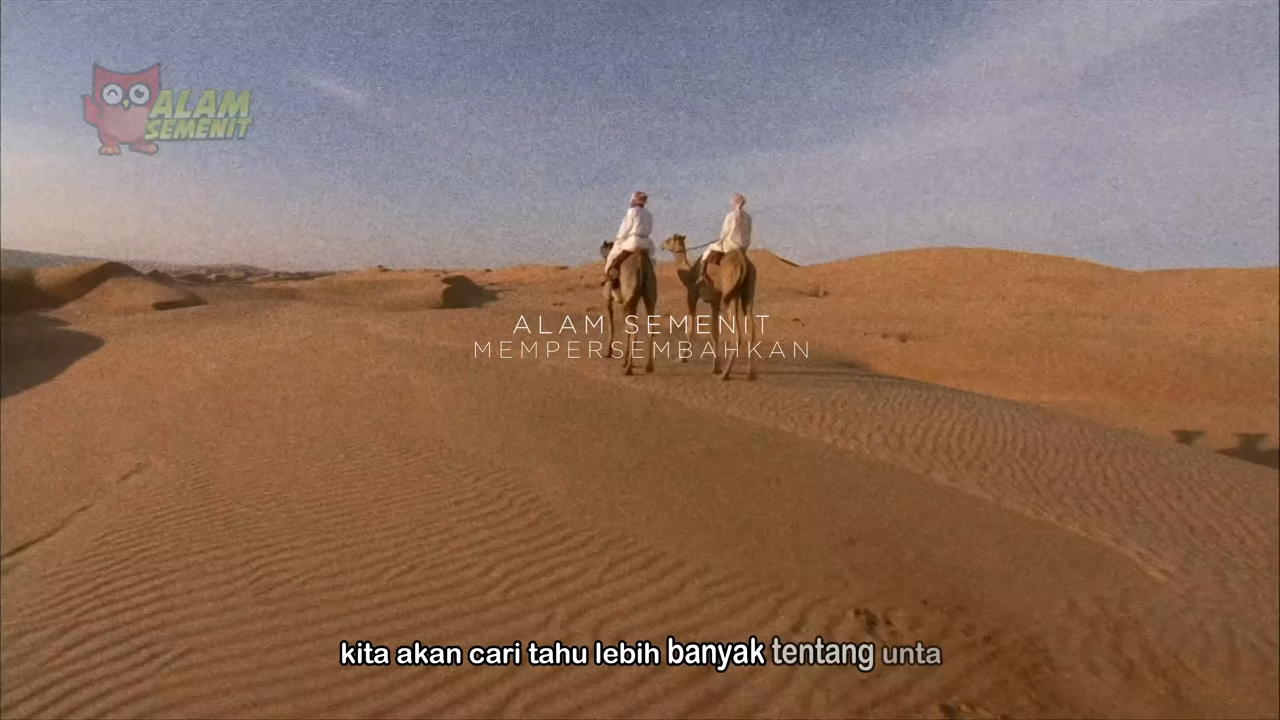 ALAM
SEMENIT
ALAM SEMENIT
MEMPERSEMBAHKAN
kita akan cari tahu lebih banyak tentang unta